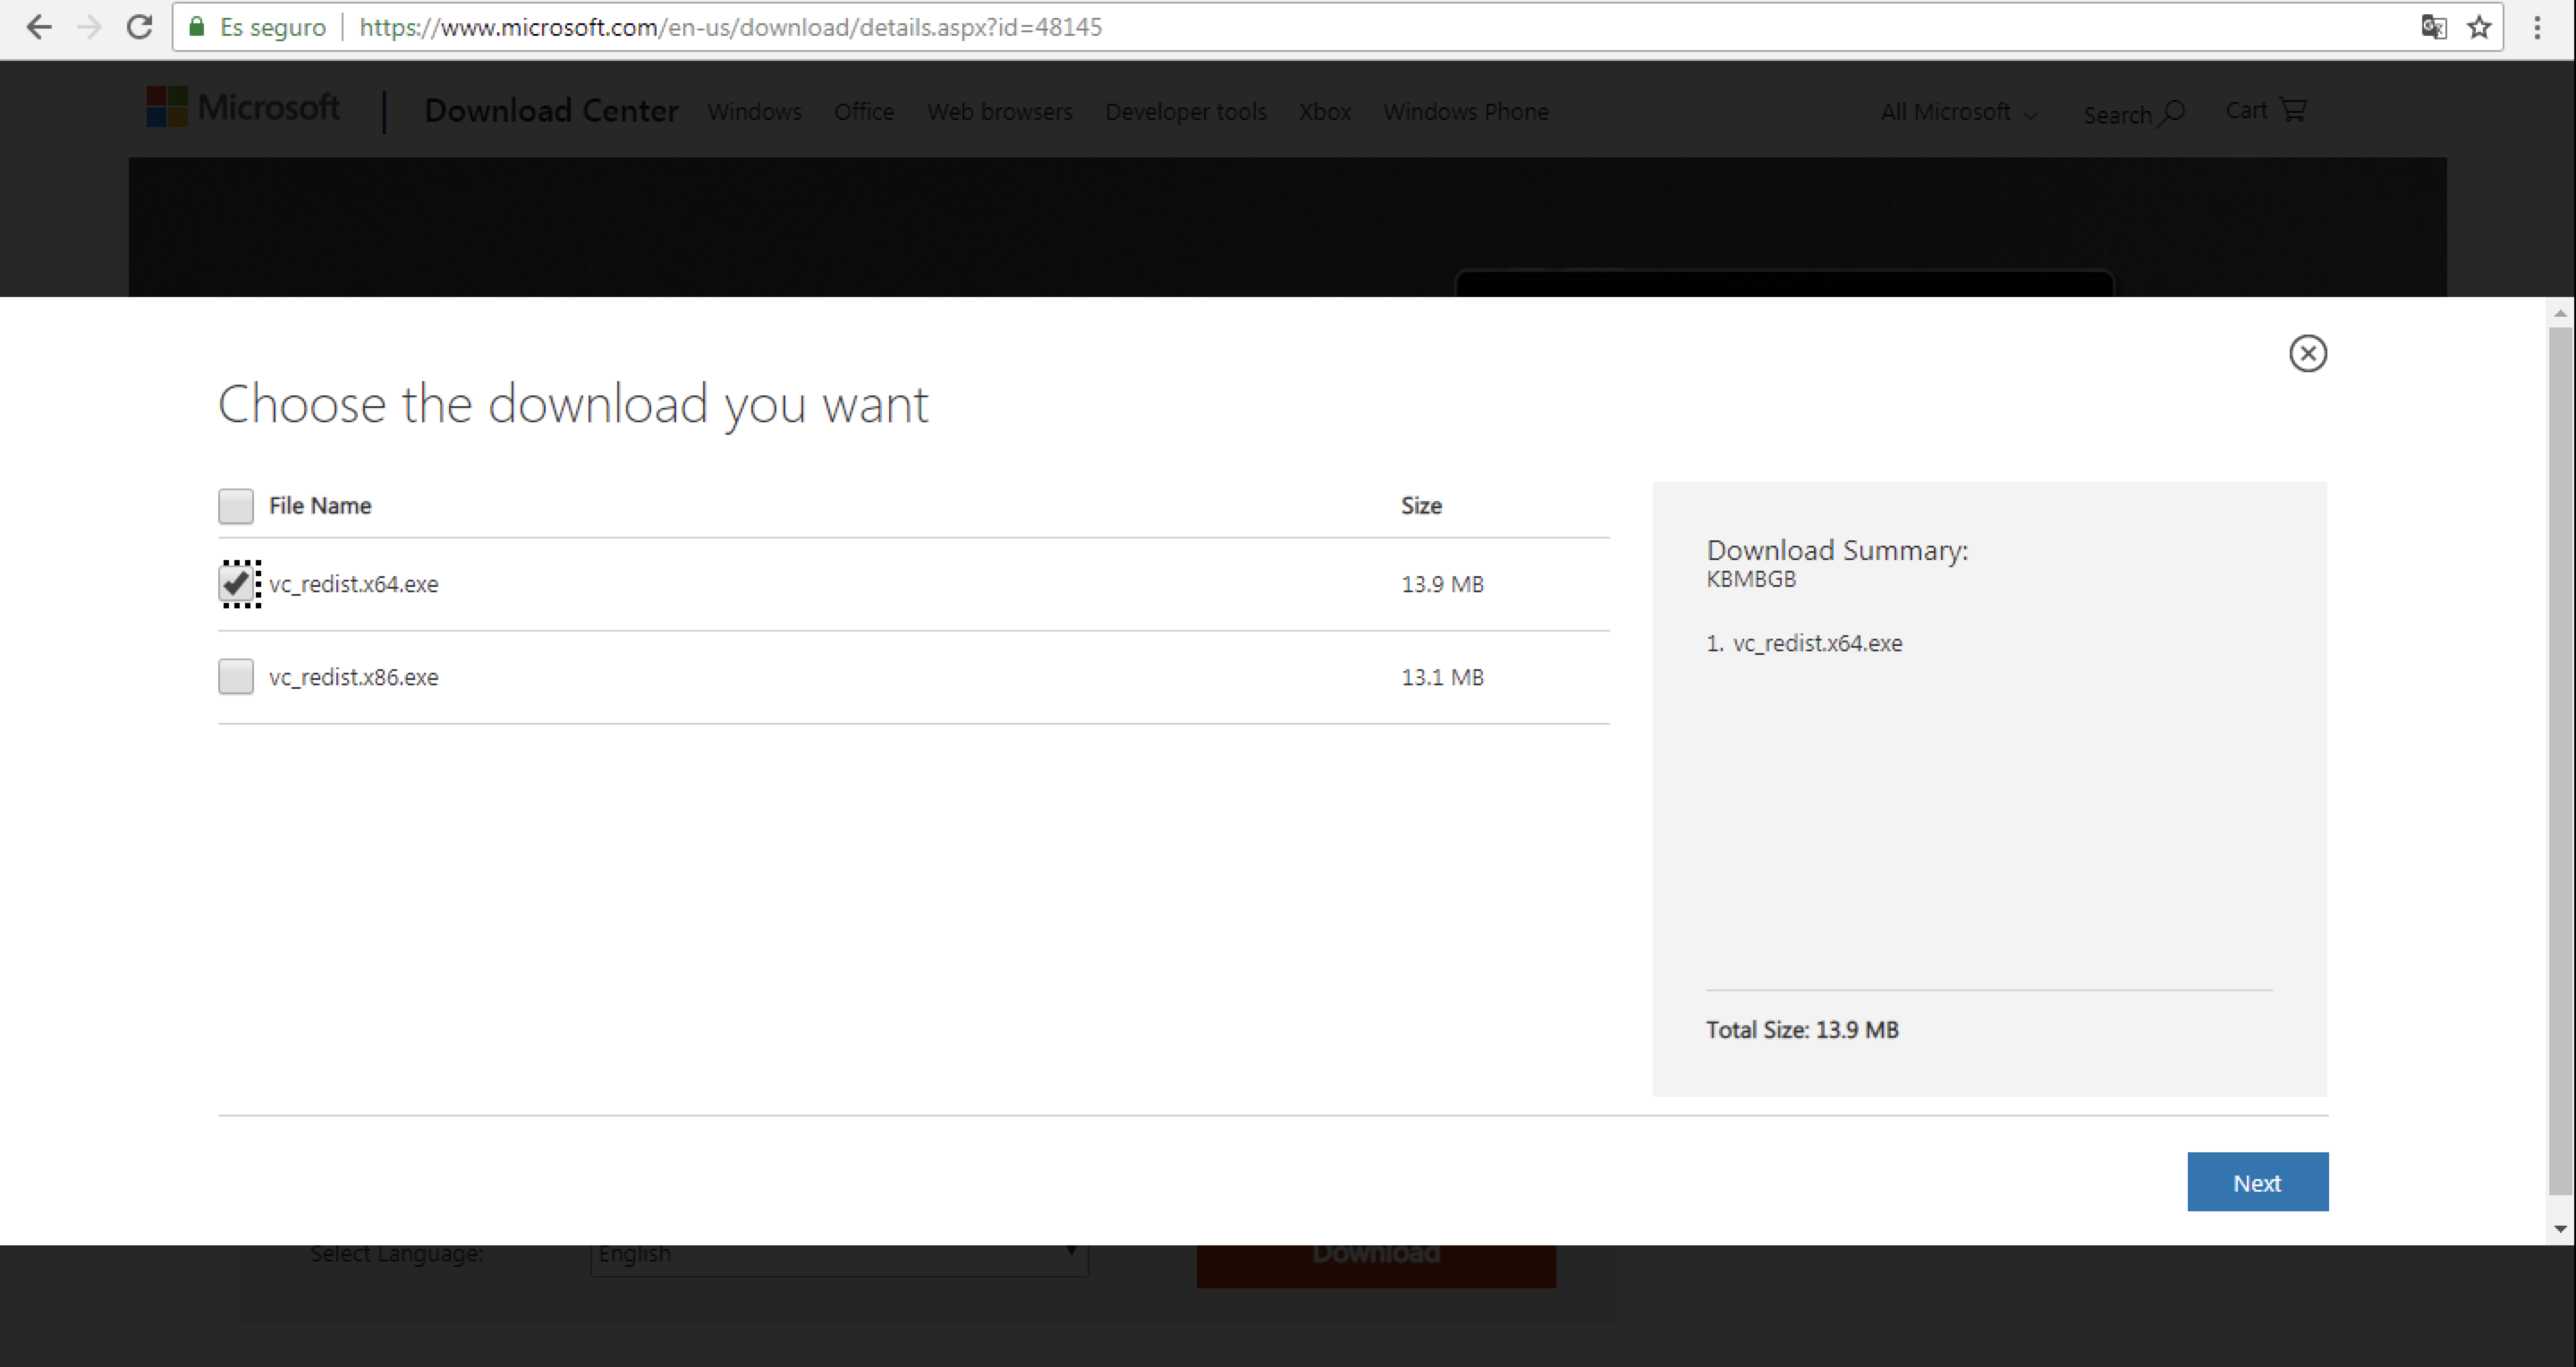 Es seguro https://www.microsoft.com/en-us/download/details.aspx?id=48145
Microsoft Download Center Windows Office Web browsers Developer tools Xbox Windows Phone All Microsoft Search Cart
Choose the download you want
File Name Size
vc_redist.x64.exe 13.9 MB
vc_redist.x86.exe 13.1 MB
Download Summary:
KBMBGB
1. vc_redist.x64.exe
Total Size: 13.9 MB
Next
Select Language: English Download